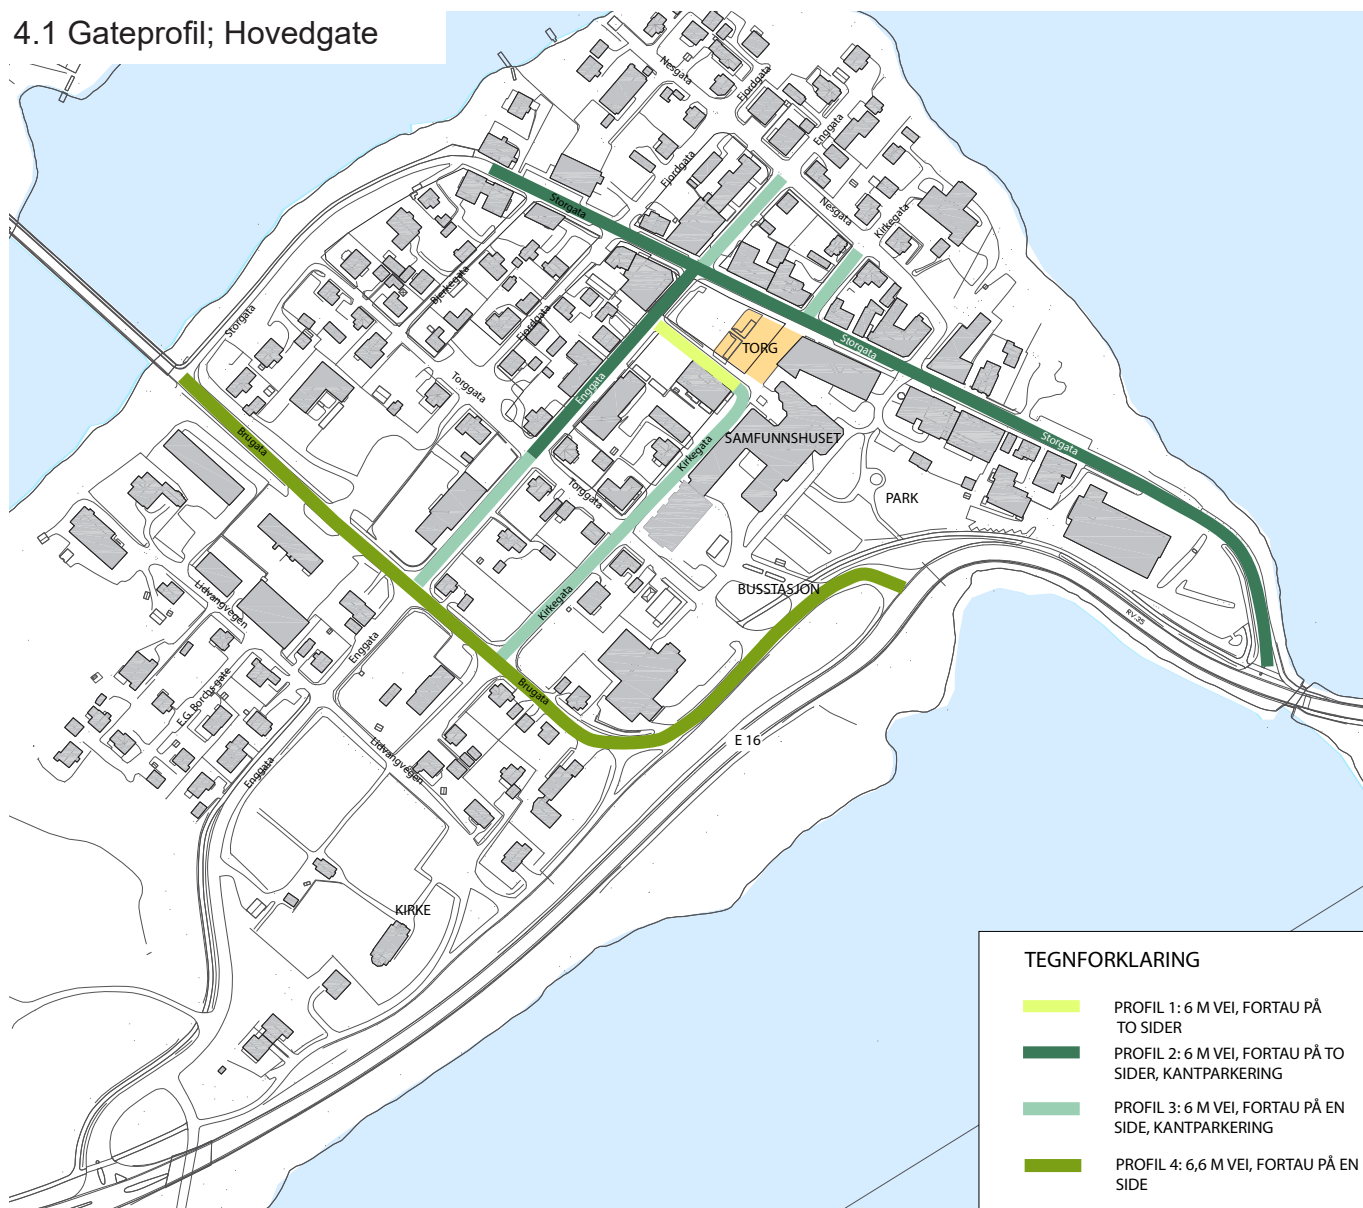 4.1 Gateprofil; Hovedgate
Nesgata
Fjordgata
Enggata
Fjordgata
Storgata
Nesgata
Kirkegata
Bjerkegata
Storgata
Fjordgata
TORG
Storgata
Torggata
Enggata
Brugata
Kirkegata
SAMFUNNSHUSET
Storgata
Torggata
PARK
Lidvangvegen
Kirkegata
BUSSTASJON
RV.35
Enggata
F.G. Borchs gate
Brugata
Lidvangvegen
E 16
Enggata
KIRKE
TEGNFORKLARING
PROFIL 1: 6 M VEI, FORTAU PÅ
TO SIDER
PROFIL 2: 6 M VEI, FORTAU PÅ TO
SIDER, KANTPARKERING
PROFIL 3: 6 M VEI, FORTAU PÅ EN
SIDE, KANTPARKERING
PROFIL 4: 6,6 M VEI, FORTAU PÅ EN
SIDE